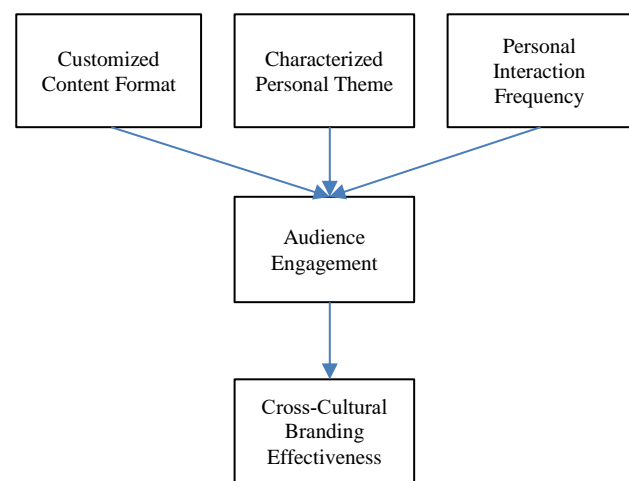 Customized
Content Format
Characterized
Personal Theme
Personal
Interaction
Frequency
Audience
Engagement
Cross-Cultural
Branding
Effectiveness